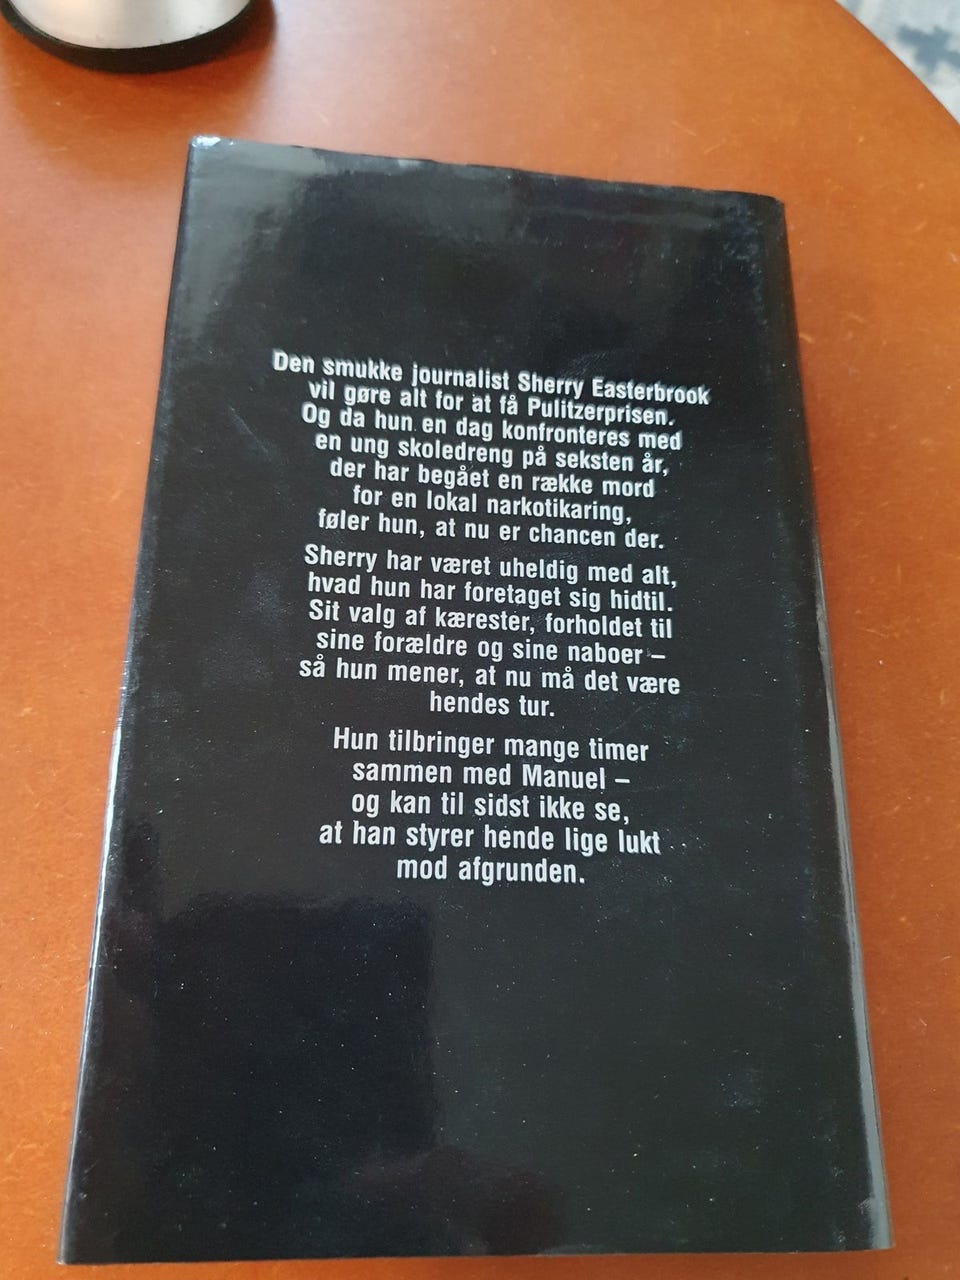 Den smukke journalist Sherry Easterbrook
vil gøre alt for at få Pulitzerprisen.
Og da hun en dag konfronteres med
en ung skoledreng på seksten år,
der har begået en række mord
for en lokal narkotikaring,
føler hun, at nu er chancen der.
Sherry har været uheldig med alt,
hvad hun har foretaget sig hidtil.
Sit valg af kærester, forholdet til
sine forældre og sine naboer –
så hun mener, at nu må det være
hendes tur.
Hun tilbringer mange timer
sammen med Manuel –
og kan til sidst ikke se,
at han styrer hende lige lukt
mod afgrunden.